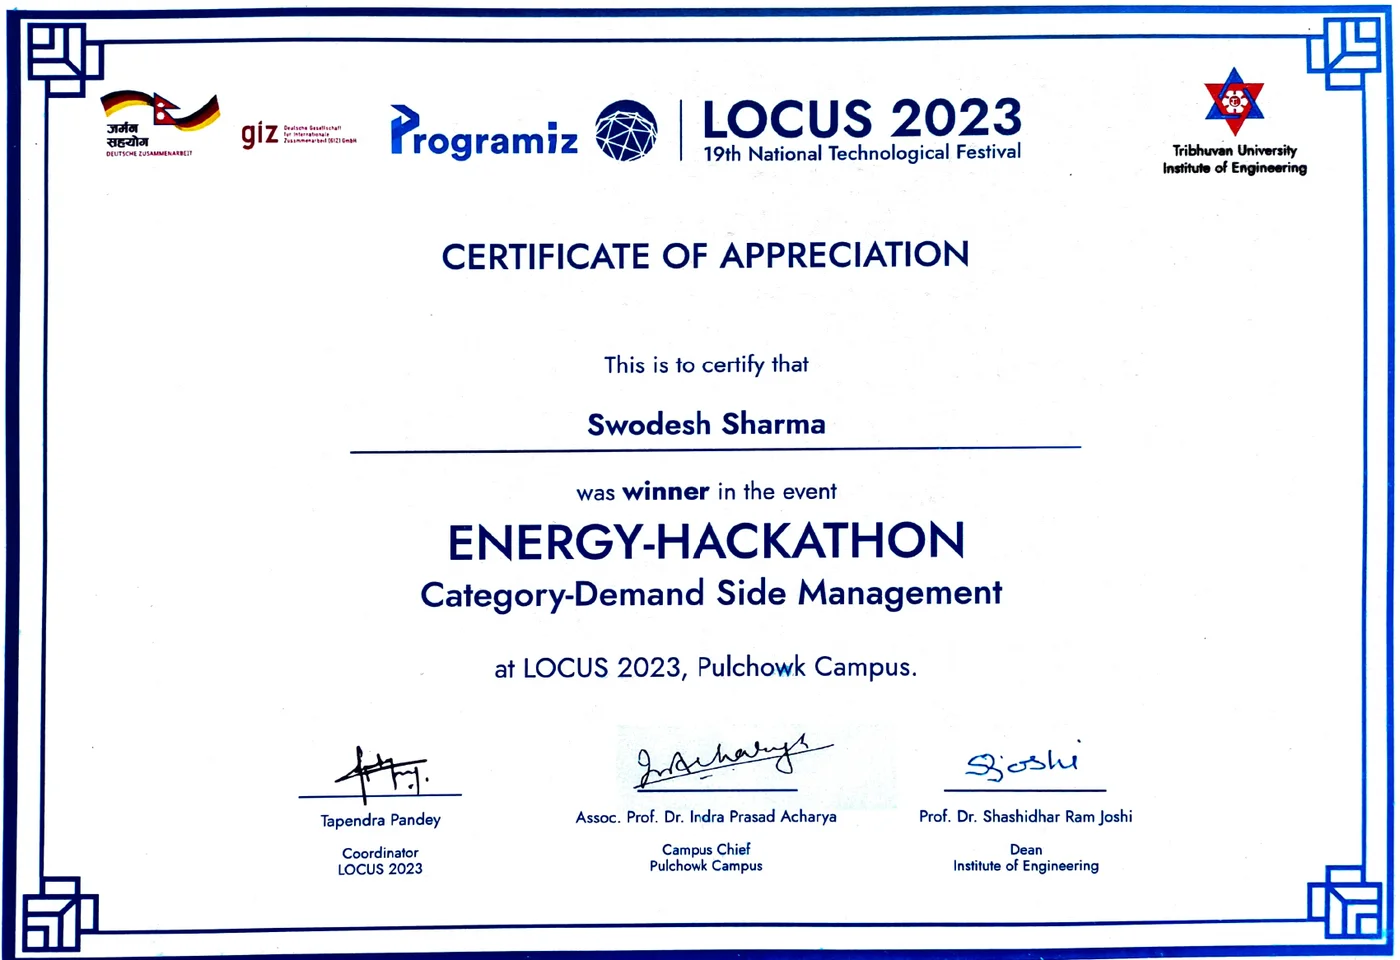 जर्मन
सहयोग
DEUTSCHE ZUSAMMENARBEIT
giz Deutsche Gesellschaft
für Internationale
Zusammenarbeit (GIZ) GmbH
Programiz
LOCUS 2023
19th National Technological Festival
Tribhuvan University
Institute of Engineering
CERTIFICATE OF APPRECIATION
This is to certify that
Swodesh Sharma
was winner in the event
ENERGY-HACKATHON
Category-Demand Side Management
at LOCUS 2023, Pulchowk Campus.
SRJoshi
Tapendra Pandey
Coordinator
LOCUS 2023
Assoc. Prof. Dr. Indra Prasad Acharya
Campus Chief
Pulchowk Campus
Prof. Dr. Shashidhar Ram Joshi
Dean
Institute of Engineering